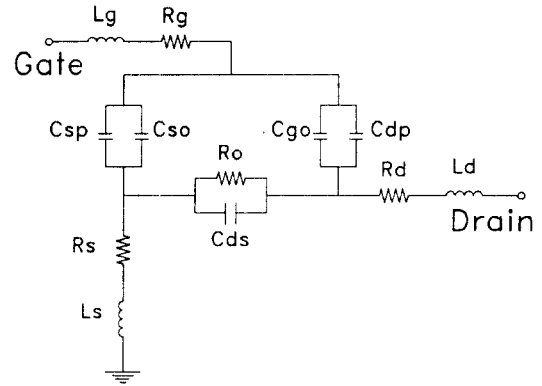 Lg Rg
Gate
Csp Cso Cgo Cdp
Ro
Rd Ld
Drain
Cds
Rs
Ls